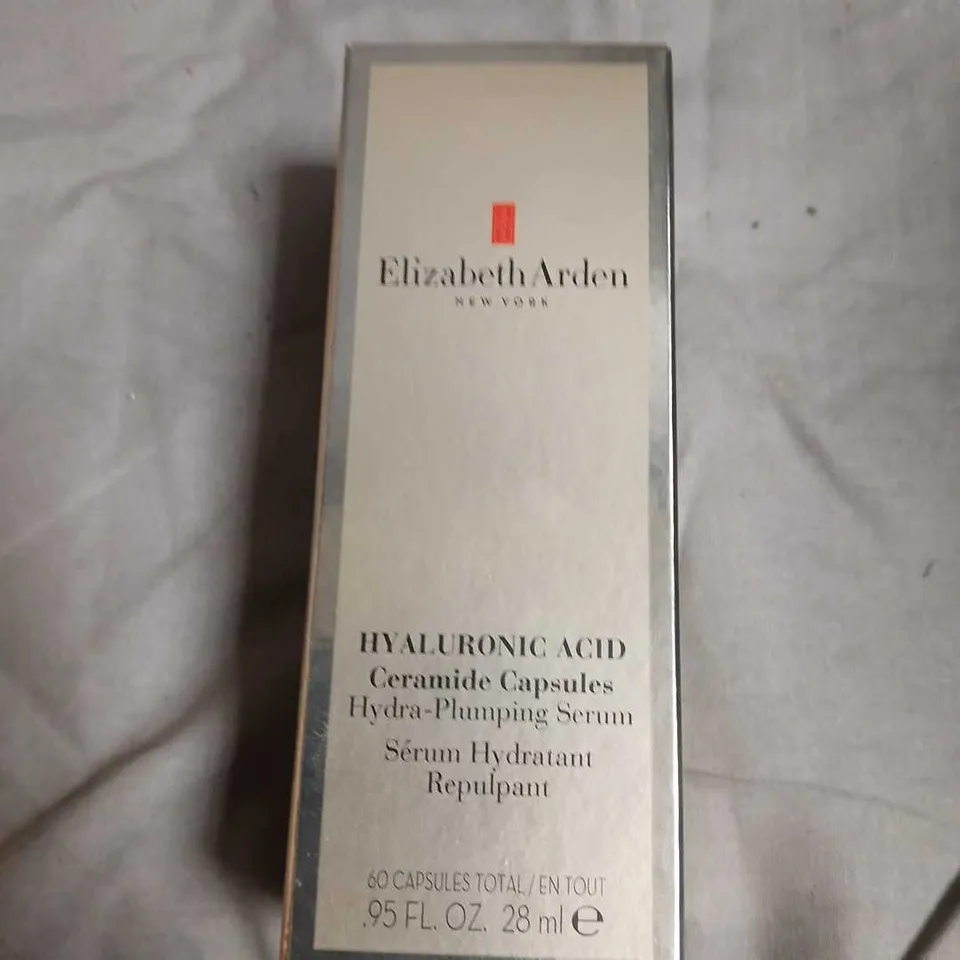 Elizabeth Arden
NEW YORK
HYALURONIC ACID
Ceramide Capsules
Hydra-Plumping Serum
Sérum Hydratant
Repulpant
60 CAPSULES TOTAL / EN TOUT
.95 FL. OZ. 28 ml ℮